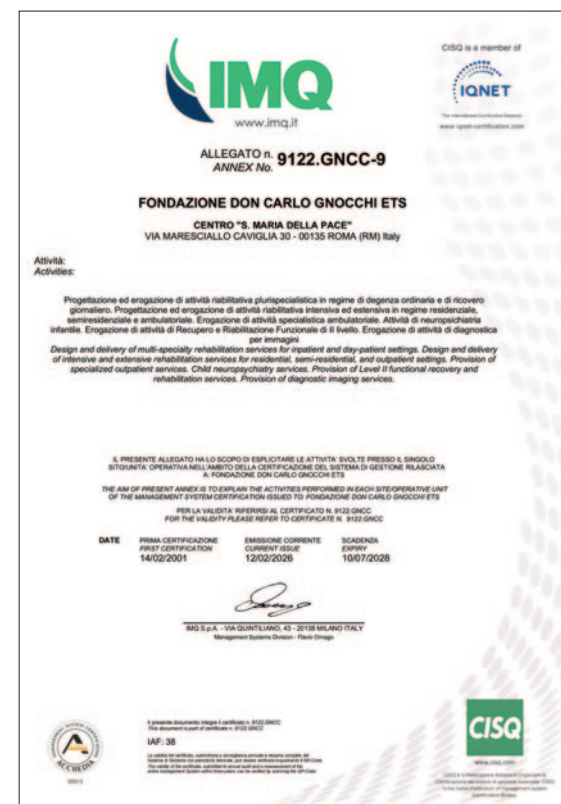 CISQ is a member of
IQNET
The International Certification Network
www.iqnet-certification.com
IMQ
www.imq.it
ALLEGATO n. 9122.GNCC-9
ANNEX No.
FONDAZIONE DON CARLO GNOCCHI ETS
CENTRO "S. MARIA DELLA PACE"
VIA MARESCIALLO CAVIGLIA 30 - 00135 ROMA (RM) Italy
Attività:
Activities:
Progettazione ed erogazione di attività riabilitativa plurispecialistica in regime di degenza ordinaria e di ricovero
giornaliero. Progettazione ed erogazione di attività riabilitativa intensiva ed estensiva in regime residenziale,
semiresidenziale e ambulatoriale. Erogazione di attività specialistica ambulatoriale. Attività di neuropsichiatria
infantile. Erogazione di attività di Recupero e Riabilitazione Funzionale di II livello. Erogazione di attività di diagnostica
per immagini
Design and delivery of multi-specialty rehabilitation services for inpatient and day-patient settings. Design and delivery
of intensive and extensive rehabilitation services for residential, semi-residential, and outpatient settings. Provision of
specialized outpatient services. Child neuropsychiatry services. Provision of Level II functional recovery and
rehabilitation services. Provision of diagnostic imaging services.
IL PRESENTE ALLEGATO HA LO SCOPO DI ESPLICITARE LE ATTIVITA' SVOLTE PRESSO IL SINGOLO
SITO/UNITA' OPERATIVA NELL'AMBITO DELLA CERTIFICAZIONE DEL SISTEMA DI GESTIONE RILASCIATA
A: FONDAZIONE DON CARLO GNOCCHI ETS
THE AIM OF PRESENT ANNEX IS TO EXPLAIN THE ACTIVITIES PERFORMED IN EACH SITE/OPERATIVE UNIT
OF THE MANAGEMENT SYSTEM CERTIFICATION ISSUED TO: FONDAZIONE DON CARLO GNOCCHI ETS
PER LA VALIDITA' RIFERIRSI AL CERTIFICATO N. 9122.GNCC
FOR THE VALIDITY PLEASE REFER TO CERTIFICATE N. 9122.GNCC
DATE PRIMA CERTIFICAZIONE EMISSIONE CORRENTE SCADENZA
FIRST CERTIFICATION CURRENT ISSUE EXPIRY
14/02/2001 12/02/2026 10/07/2028
IMQ S.p.A. - VIA QUINTILIANO, 43 - 20138 MILANO ITALY
Management Systems Division - Flavio Ornago
Il presente documento integra il certificato n. 9122.GNCC
This document is part of certificate n. 9122.GNCC
IAF: 38
ACCREDIA
CISQ
www.cisq.com